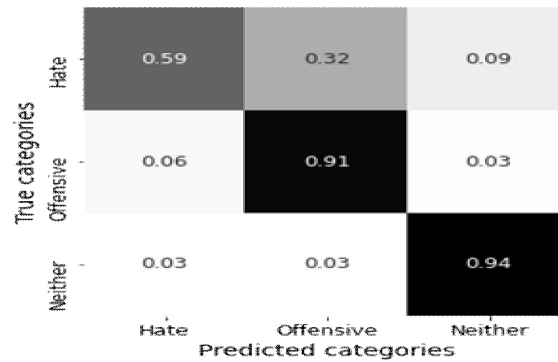 True categories
Hate 0.59 0.32 0.09
Offensive 0.06 0.91 0.03
Neither 0.03 0.03 0.94
Hate Offensive Neither
Predicted categories